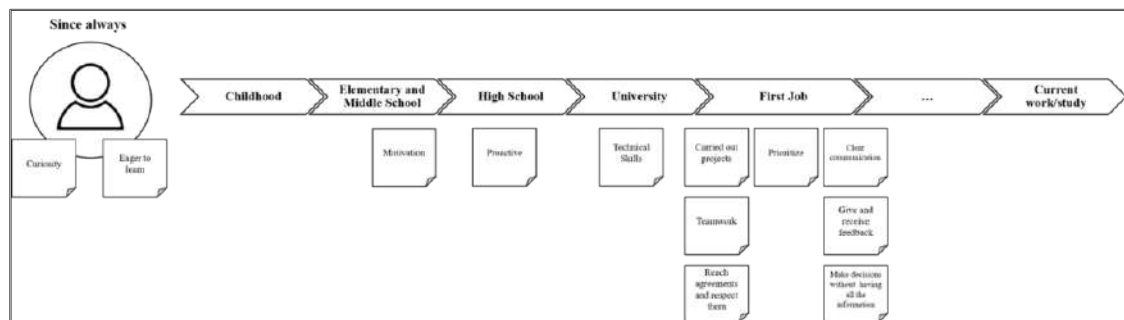 Since always
Childhood
Elementary and
Middle School
High School
University
First Job
...
Current
work/study
Curiosity
Eager to
learn
Motivation
Proactive
Technical
Skills
Carried out
projects
Prioritize
Clear
communication
Teamwork
Give and
receive
feedback
Reach
agreements
and respect
them
Make decisions
without having
all the
information